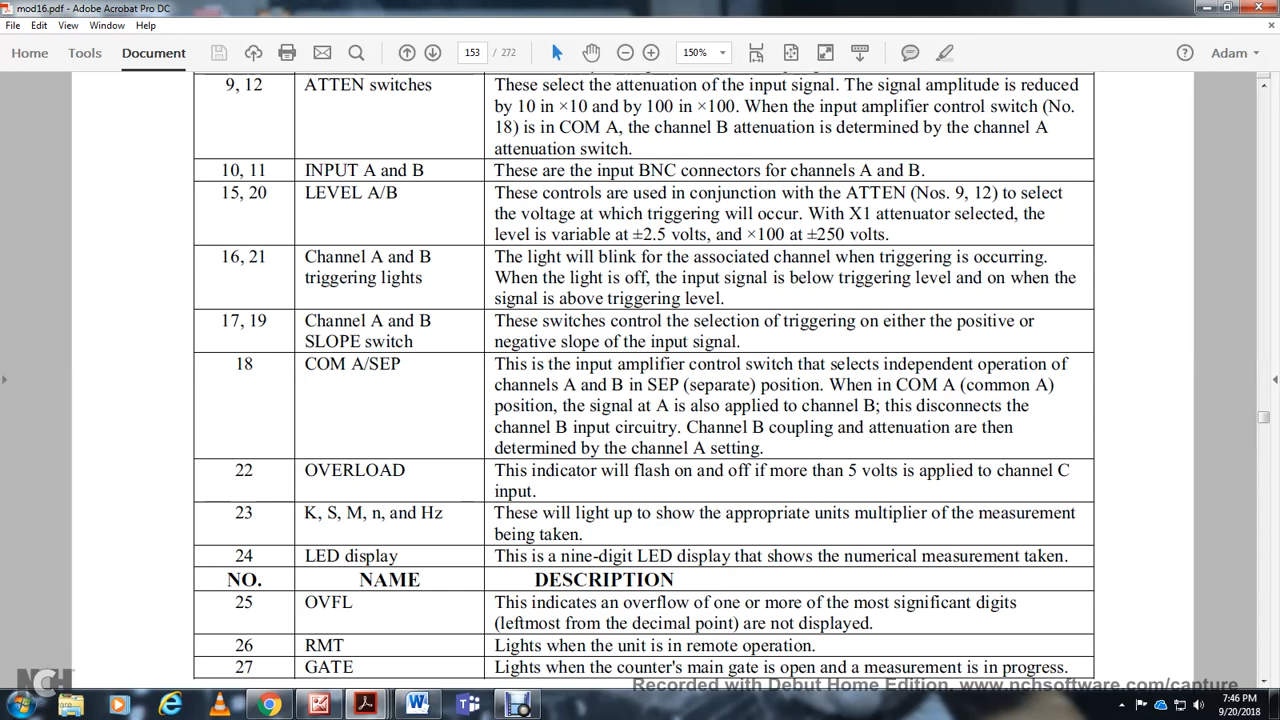 mod16.pdf - Adobe Acrobat Pro DC
File Edit View Window Help
Home Tools Document 153 / 272 150% Adam
9, 12 ATTEN switches These select the attenuation of the input signal. The signal amplitude is reduced
by 10 in ×10 and by 100 in ×100. When the input amplifier control switch (No.
18) is in COM A, the channel B attenuation is determined by the channel A
attenuation switch.
10, 11 INPUT A and B These are the input BNC connectors for channels A and B.
15, 20 LEVEL A/B These controls are used in conjunction with the ATTEN (Nos. 9, 12) to select
the voltage at which triggering will occur. With X1 attenuator selected, the
level is variable at ±2.5 volts, and ×100 at ±250 volts.
16, 21 Channel A and B The light will blink for the associated channel when triggering is occurring.
triggering lights When the light is off, the input signal is below triggering level and on when the
signal is above triggering level.
17, 19 Channel A and B These switches control the selection of triggering on either the positive or
SLOPE switch negative slope of the input signal.
18 COM A/SEP This is the input amplifier control switch that selects independent operation of
channels A and B in SEP (separate) position. When in COM A (common A)
position, the signal at A is also applied to channel B; this disconnects the
channel B input circuitry. Channel B coupling and attenuation are then
determined by the channel A setting.
22 OVERLOAD This indicator will flash on and off if more than 5 volts is applied to channel C
input.
23 K, S, M, n, and Hz These will light up to show the appropriate units multiplier of the measurement
being taken.
24 LED display This is a nine-digit LED display that shows the numerical measurement taken.
NO. NAME DESCRIPTION
25 OVFL This indicates an overflow of one or more of the most significant digits
(leftmost from the decimal point) are not displayed.
26 RMT Lights when the unit is in remote operation.
27 GATE Lights when the counter's main gate is open and a measurement is in progress.
NCH
Recorded with Debut Home Edition. www.nchsoftware.com/capture
7:46 PM
9/20/2018